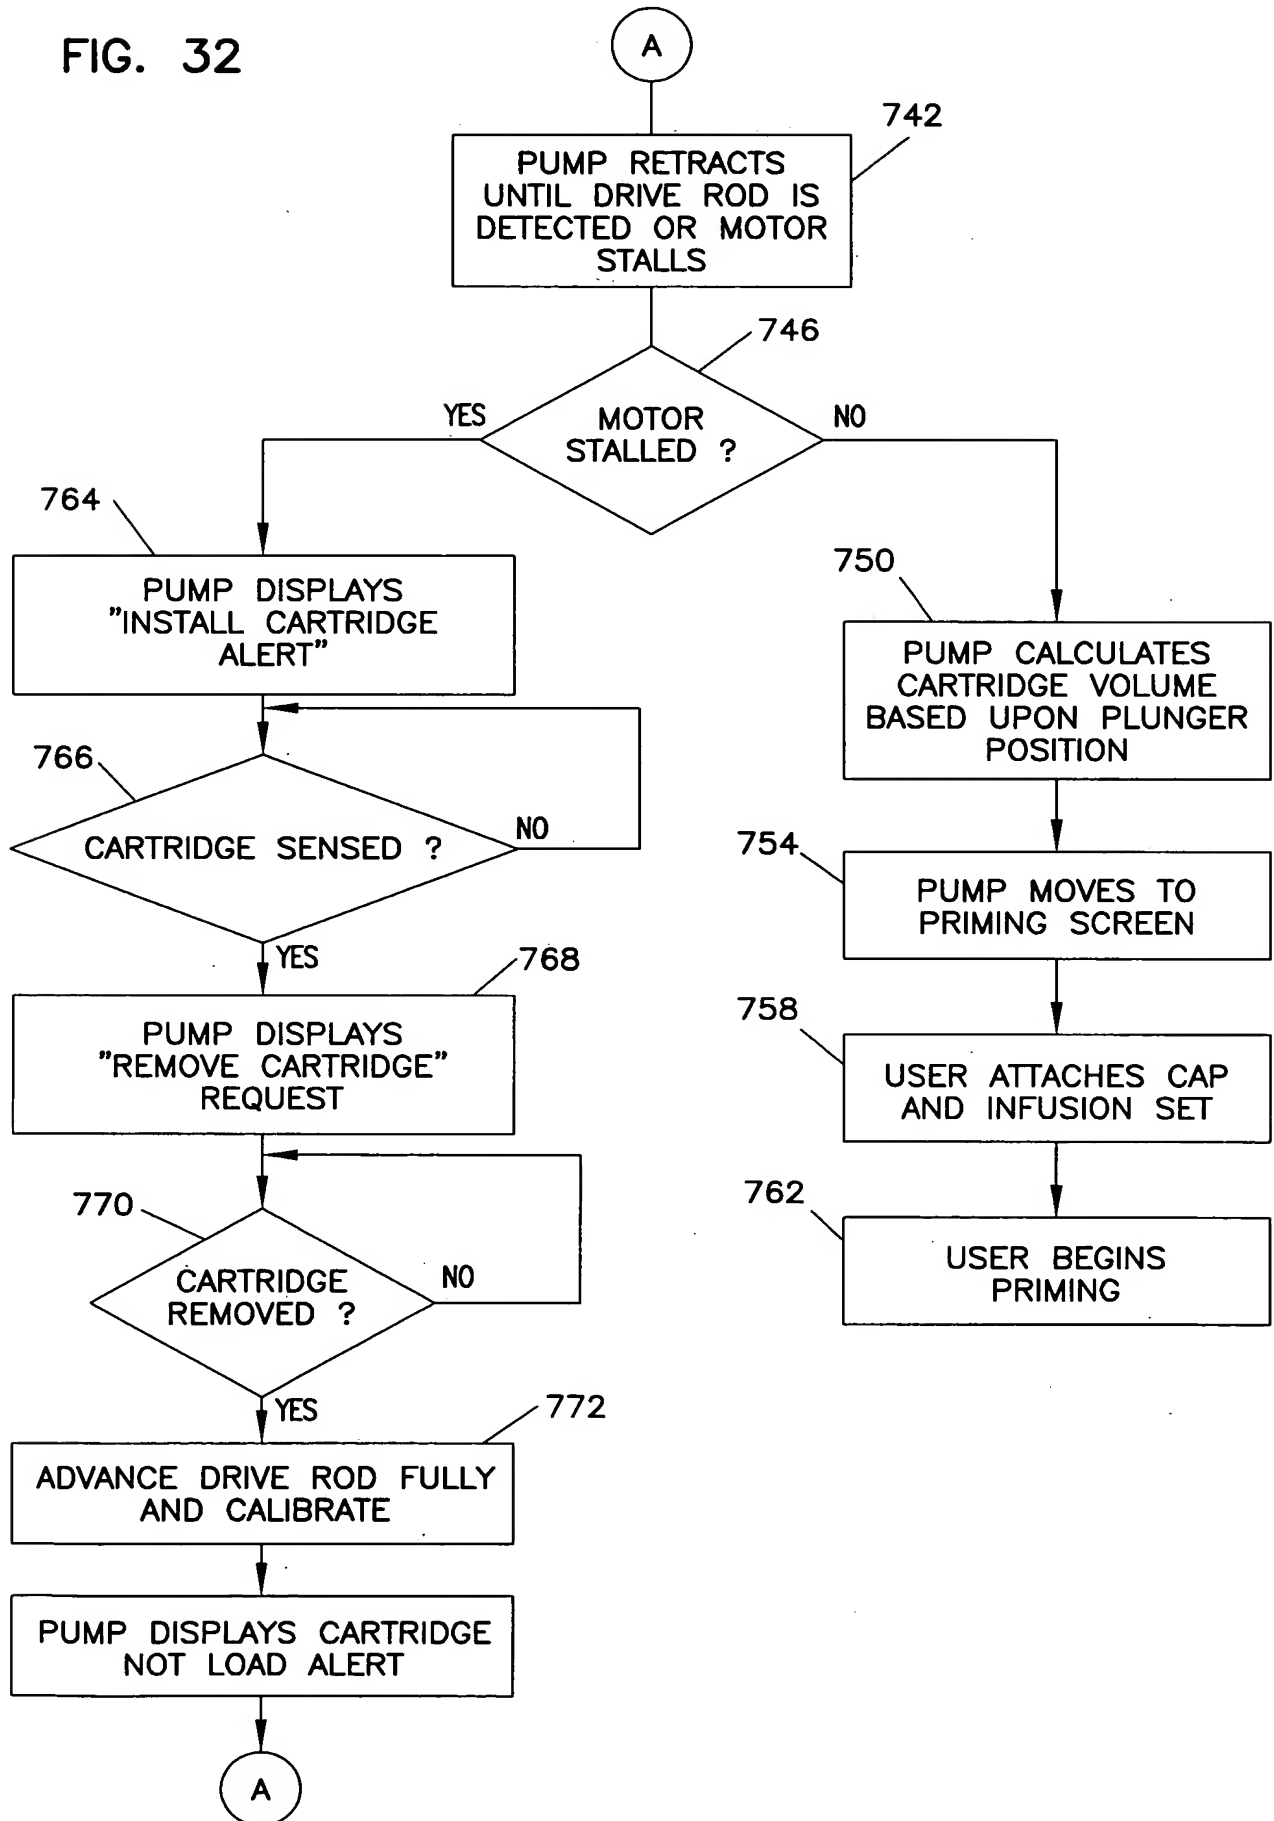 FIG. 32
A
742
PUMP RETRACTS
UNTIL DRIVE ROD IS
DETECTED OR MOTOR
STALLS
746
MOTOR
STALLED ?
YES
NO
764
PUMP DISPLAYS
"INSTALL CARTRIDGE
ALERT"
766
CARTRIDGE SENSED ?
NO
YES
768
PUMP DISPLAYS
"REMOVE CARTRIDGE"
REQUEST
770
CARTRIDGE
REMOVED ?
NO
YES
772
ADVANCE DRIVE ROD FULLY
AND CALIBRATE
PUMP DISPLAYS CARTRIDGE
NOT LOAD ALERT
A
750
PUMP CALCULATES
CARTRIDGE VOLUME
BASED UPON PLUNGER
POSITION
754
PUMP MOVES TO
PRIMING SCREEN
758
USER ATTACHES CAP
AND INFUSION SET
762
USER BEGINS
PRIMING